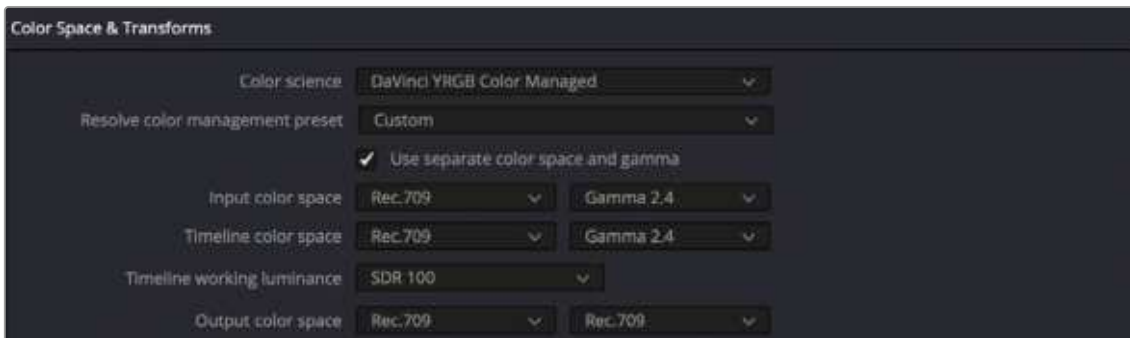 Color Space & Transforms
Color science DaVinci YRGB Color Managed
Resolve color management preset Custom
Use separate color space and gamma
Input color space Rec.709 Gamma 2.4
Timeline color space Rec.709 Gamma 2.4
Timeline working luminance SDR 100
Output color space Rec.709 Rec.709